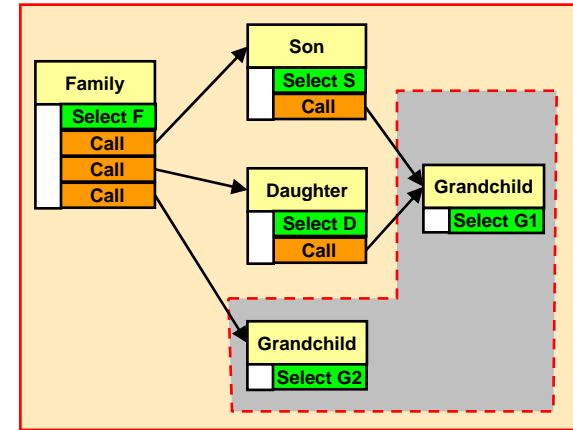 Family
Select F
Call
Call
Call
Son
Select S
Call
Daughter
Select D
Call
Grandchild
Select G1
Grandchild
Select G2